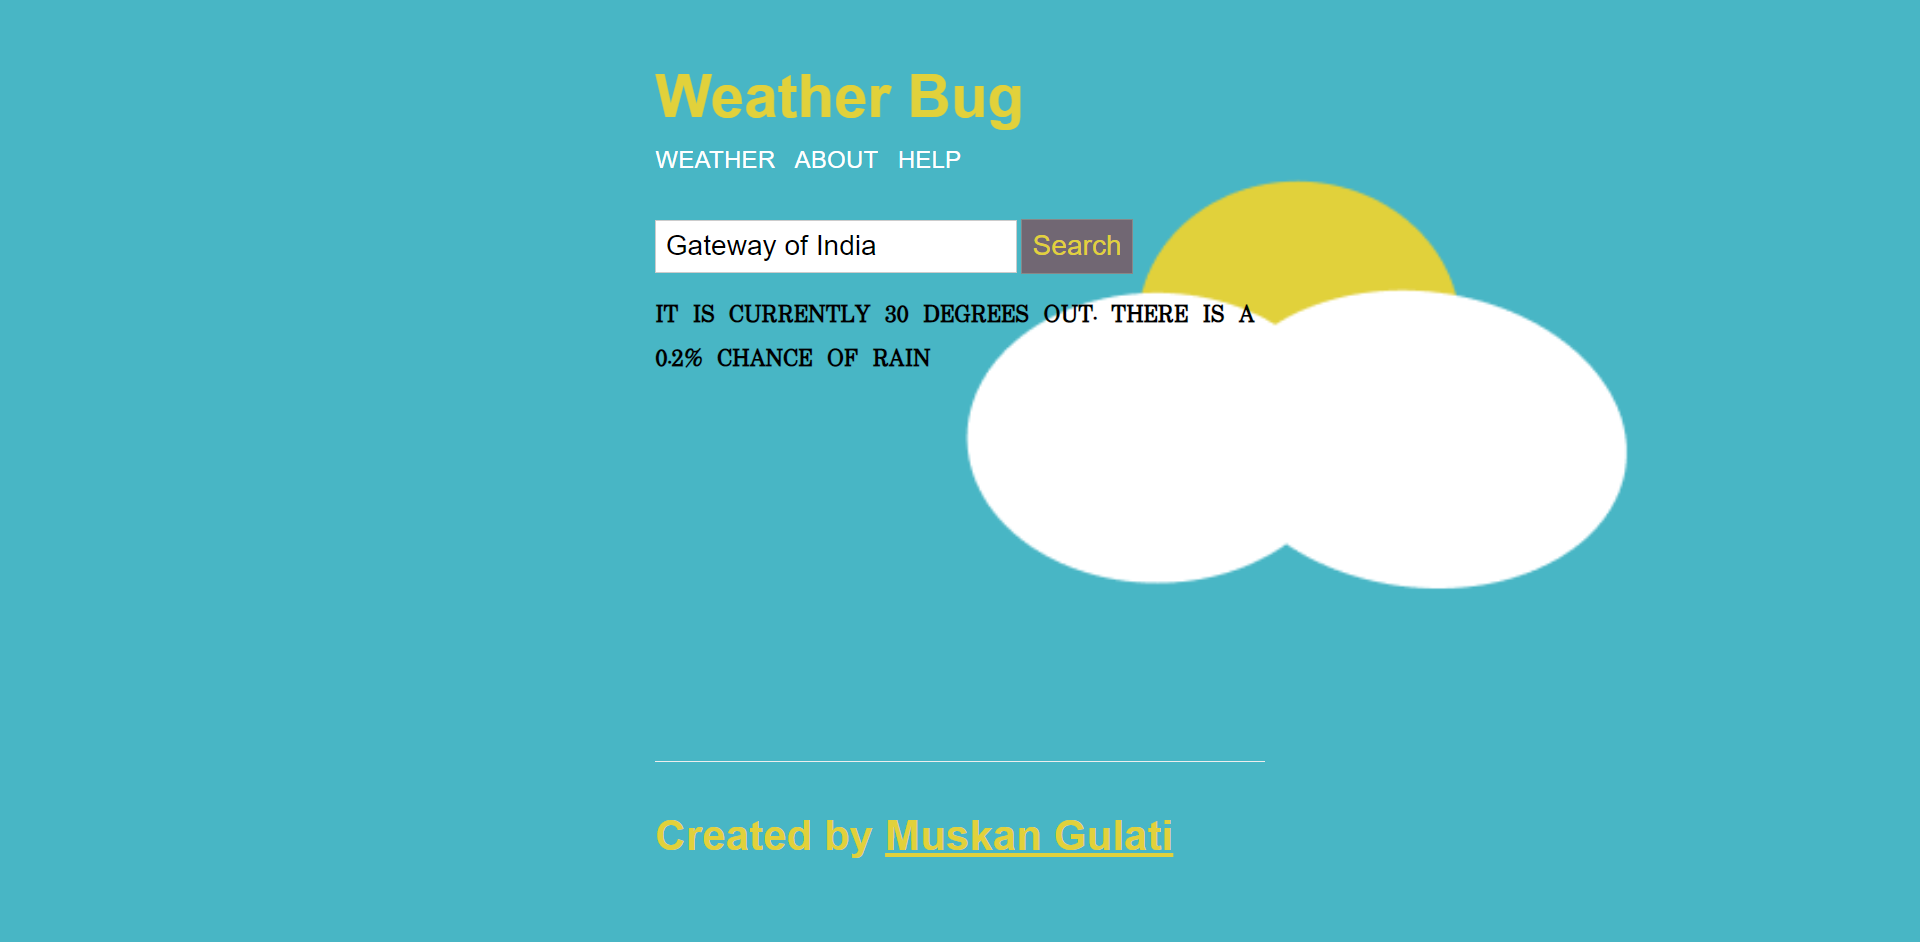 Weather Bug
WEATHER ABOUT HELP
Gateway of India Search
IT IS CURRENTLY 30 DEGREES OUT. THERE IS A
0.2% CHANCE OF RAIN
Created by Muskan Gulati